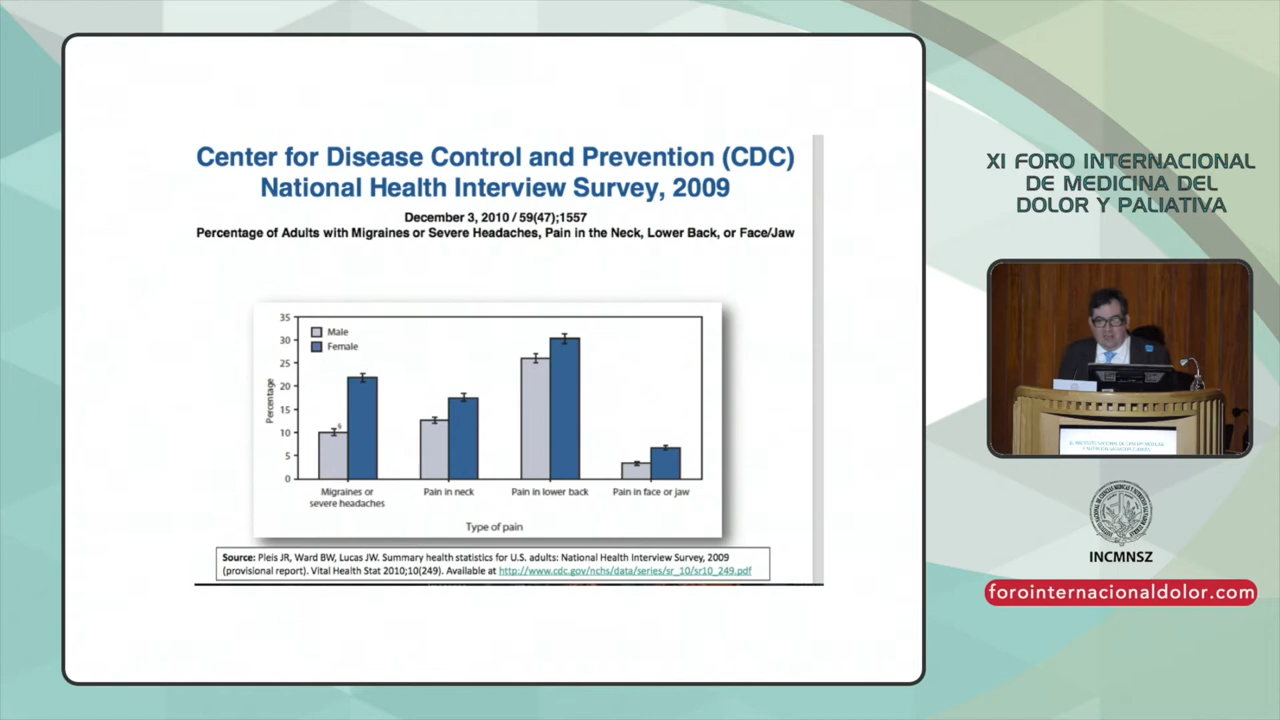 Center for Disease Control and Prevention (CDC)
National Health Interview Survey, 2009
December 3, 2010 / 59(47);1557
Percentage of Adults with Migraines or Severe Headaches, Pain in the Neck, Lower Back, or Face/Jaw
35
30
25
20
15
10
5
0
Percentage
Male
Female
§
Migraines or
severe headaches
Pain in neck
Pain in lower back
Pain in face or jaw
Type of pain
Source: Pleis JR, Ward BW, Lucas JW. Summary health statistics for U.S. adults: National Health Interview Survey, 2009
(provisional report). Vital Health Stat 2010;10(249). Available at http://www.cdc.gov/nchs/data/series/sr_10/sr10_249.pdf
XI FORO INTERNACIONAL
DE MEDICINA DEL
DOLOR Y PALIATIVA
INCMNSZ
forointernacionaldolor.com